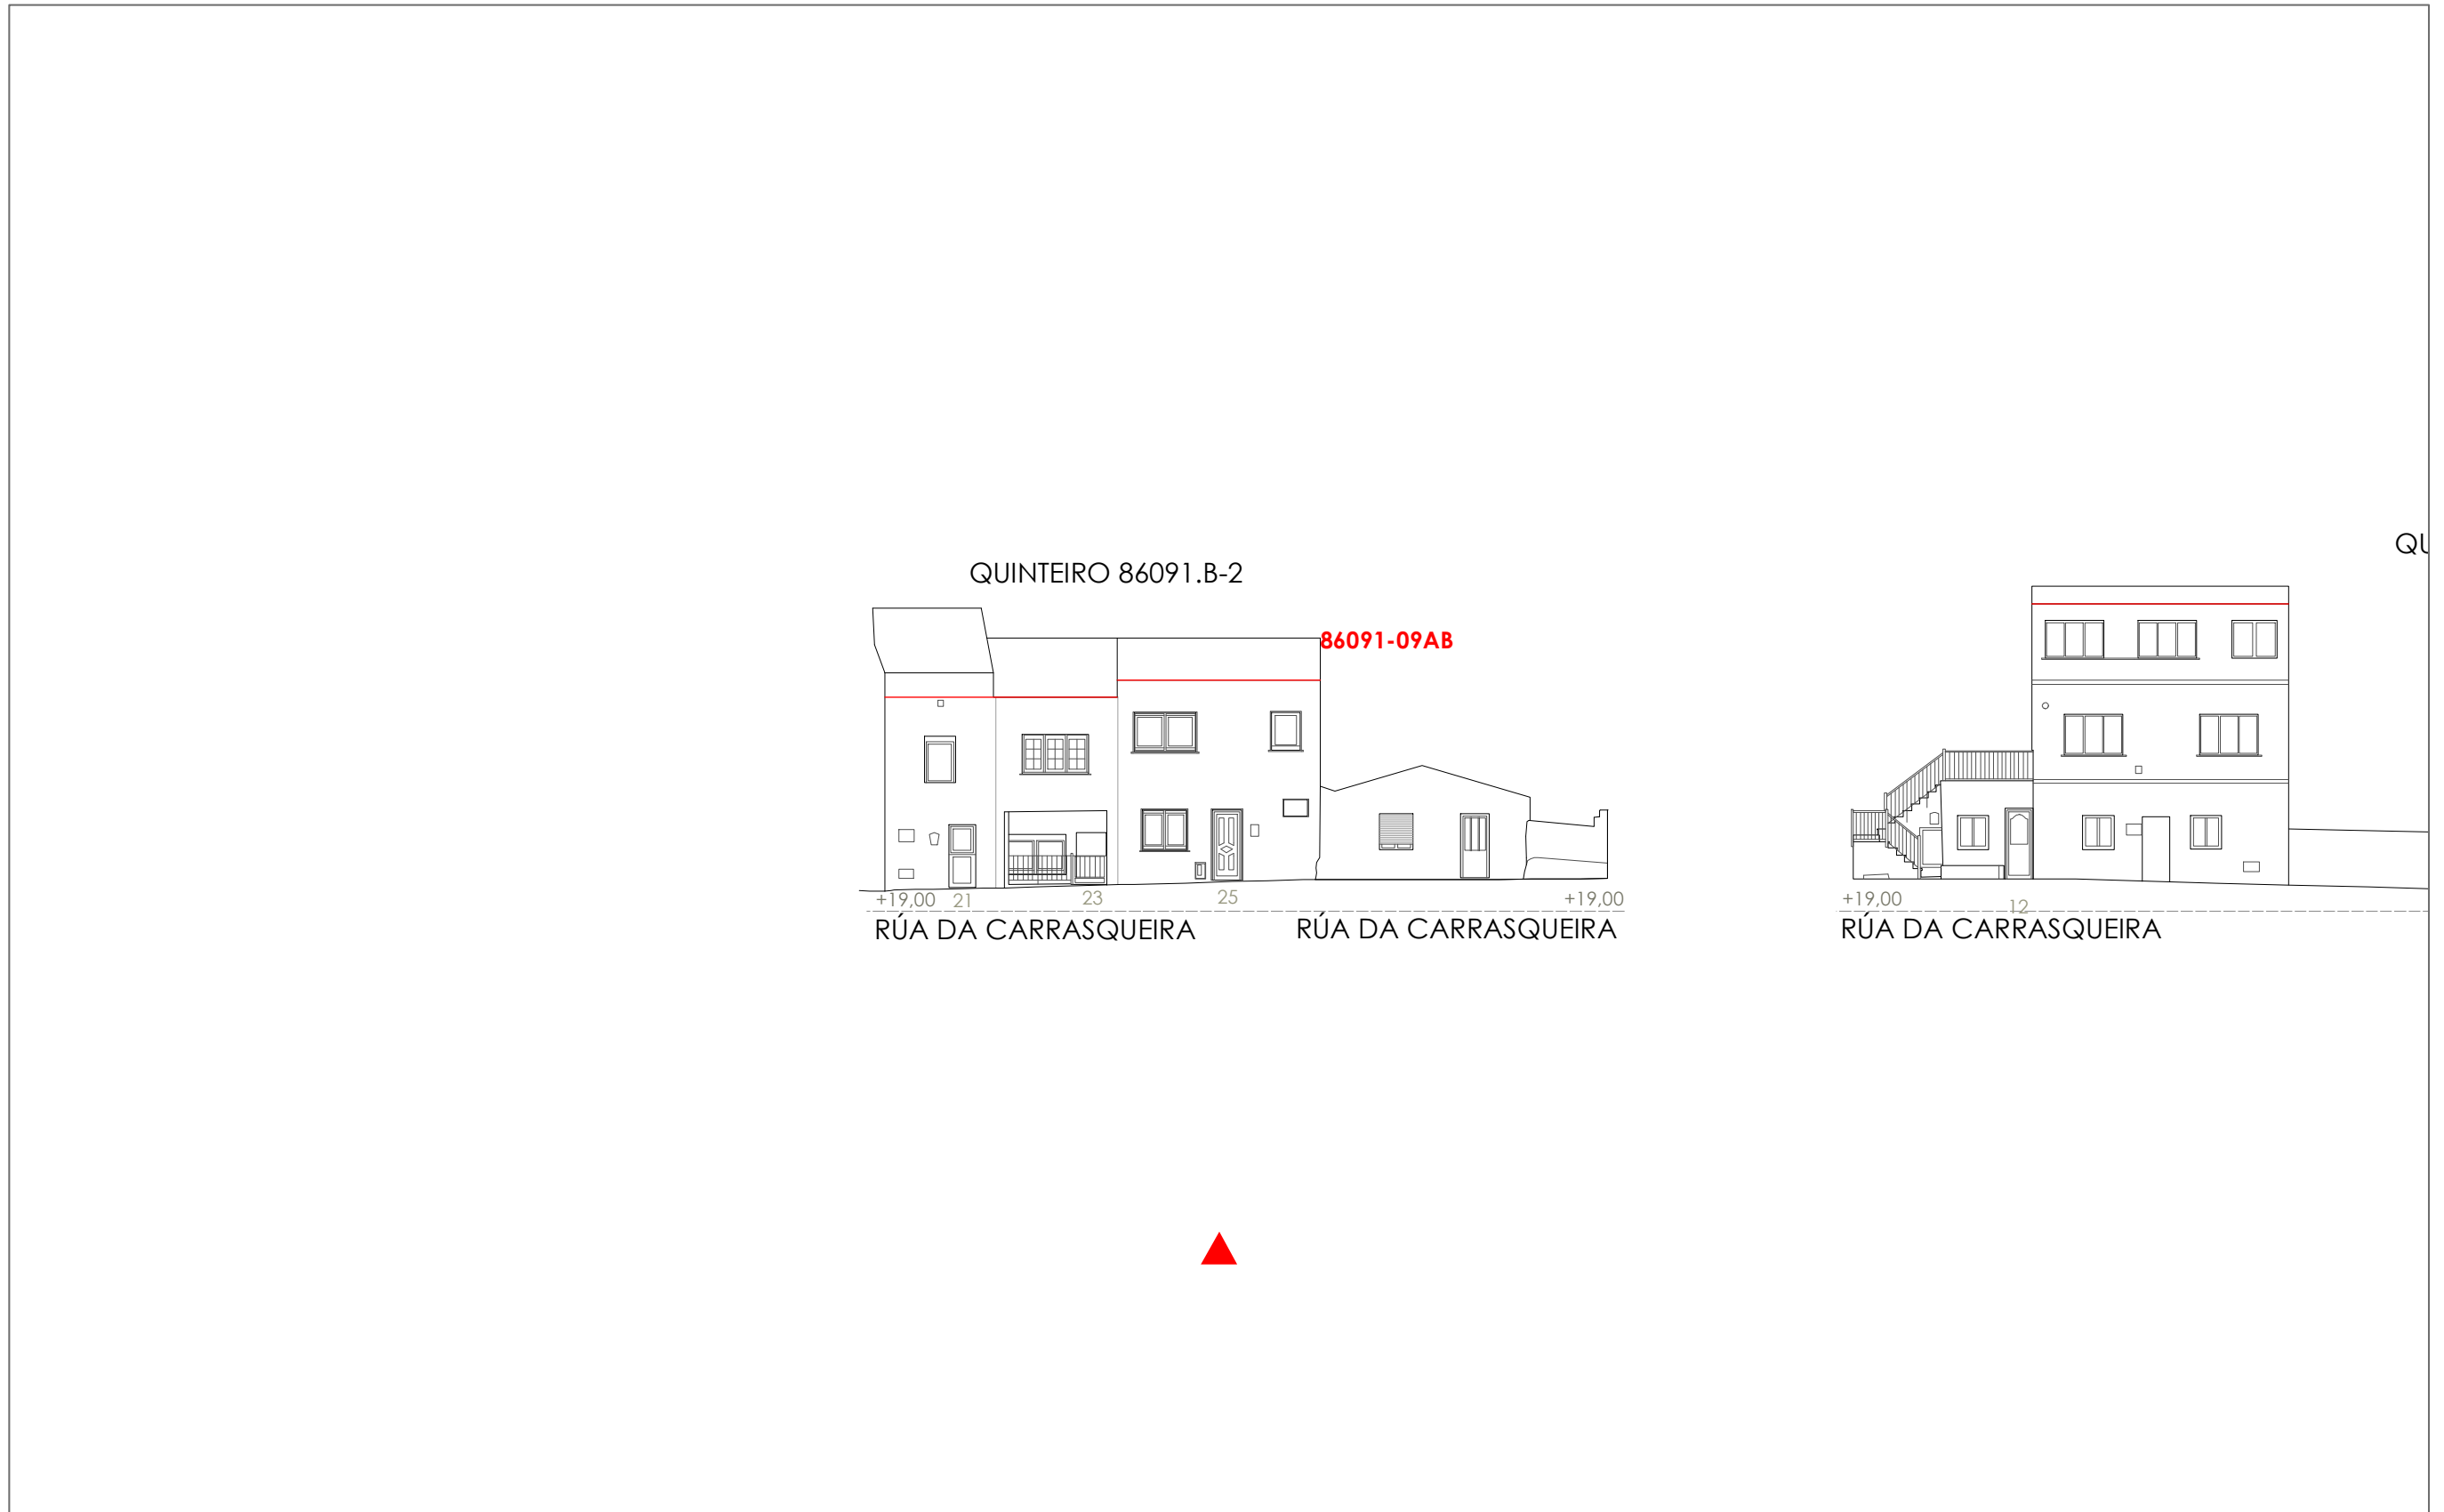 QU
QUINTEIRO 86091.B-2
86091-09AB
+19,00 21 23 25 +19,00
RÚA DA CARRASQUEIRA RÚA DA CARRASQUEIRA
+19,00 12
RÚA DA CARRASQUEIRA